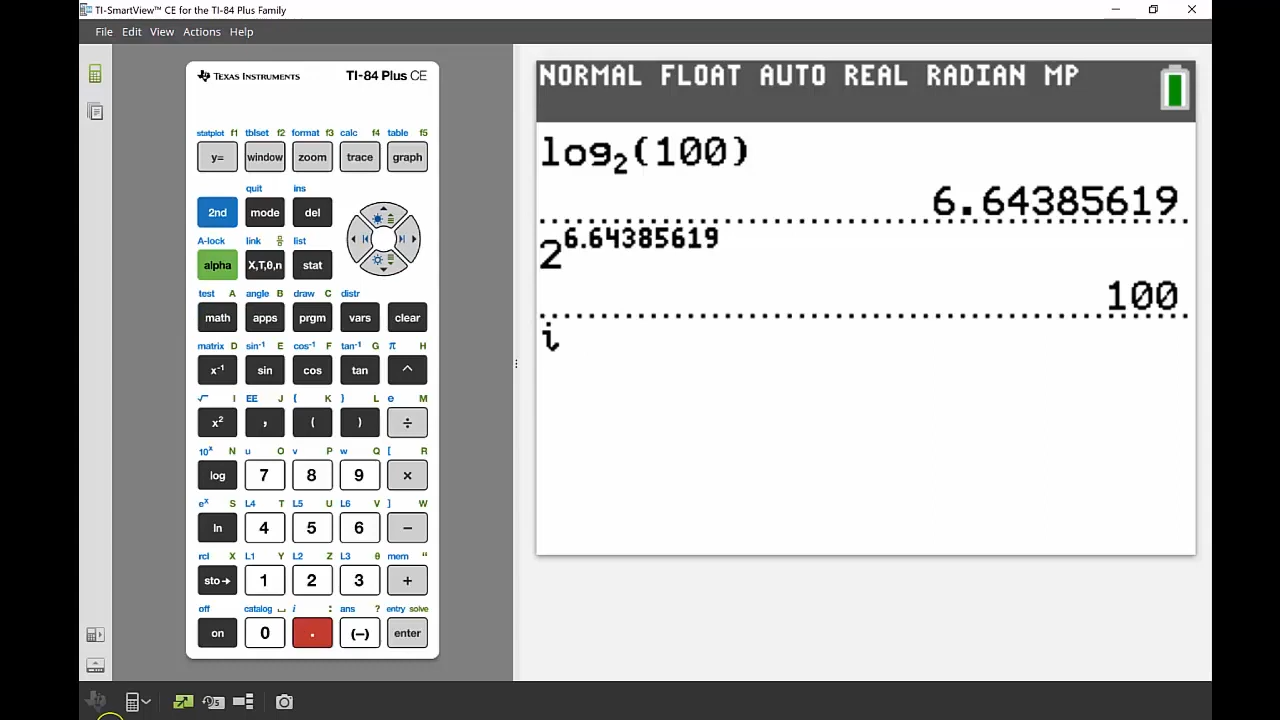 TI-SmartView™ CE for the TI-84 Plus Family
File Edit View Actions Help
TEXAS INSTRUMENTS TI-84 Plus CE
statplot f1 tblset f2 format f3 calc f4 table f5
y= window zoom trace graph
quit ins
2nd mode del
A-lock link list
alpha X,T,θ,n stat
test A angle B draw C distr
math apps prgm vars clear
matrix D sin⁻¹ E cos⁻¹ F tan⁻¹ G π H
x⁻¹ sin cos tan ^
√ I EE J { K } L e M
x² , ( ) ÷
10ˣ N u O v P w Q [ R
log 7 8 9 ×
eˣ S L4 T L5 U L6 V ] W
ln 4 5 6 −
rcl X L1 Y L2 Z L3 θ mem “
sto→ 1 2 3 +
off catalog ⎵ i : ans ? entry solve
on 0 . (−) enter
NORMAL FLOAT AUTO REAL RADIAN MP
log₂(100)
6.64385619
2^6.64385619
100
i